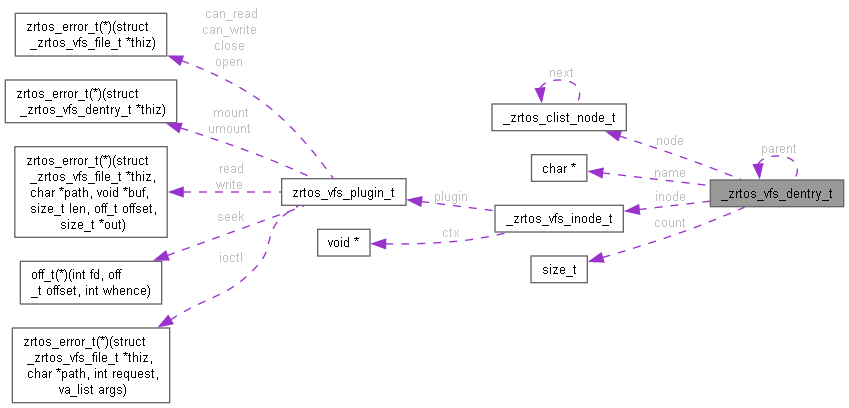 zrtos_error_t(*)(struct
_zrtos_vfs_file_t *thiz)
can_read
can_write
close
open
zrtos_error_t(*)(struct
_zrtos_vfs_dentry_t *thiz)
mount
umount
zrtos_error_t(*)(struct
_zrtos_vfs_file_t *thiz,
char *path, void *buf,
size_t len, off_t offset,
size_t *out)
read
write
off_t(*)(int fd, off
_t offset, int whence)
seek
zrtos_error_t(*)(struct
_zrtos_vfs_file_t *thiz,
char *path, int request,
va_list args)
ioctl
zrtos_vfs_plugin_t
void *
plugin
ctx
_zrtos_vfs_inode_t
next
_zrtos_clist_node_t
char *
size_t
node
name
inode
count
parent
_zrtos_vfs_dentry_t